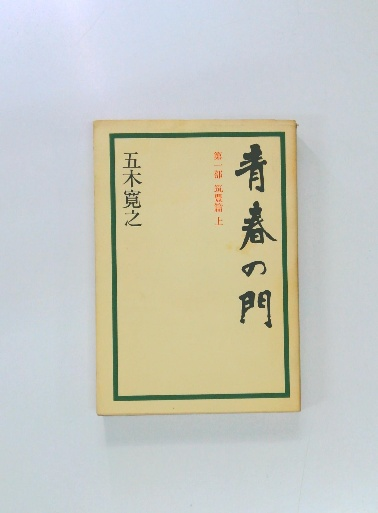 青春の門
第一部 筑豊篇 上
五木寛之